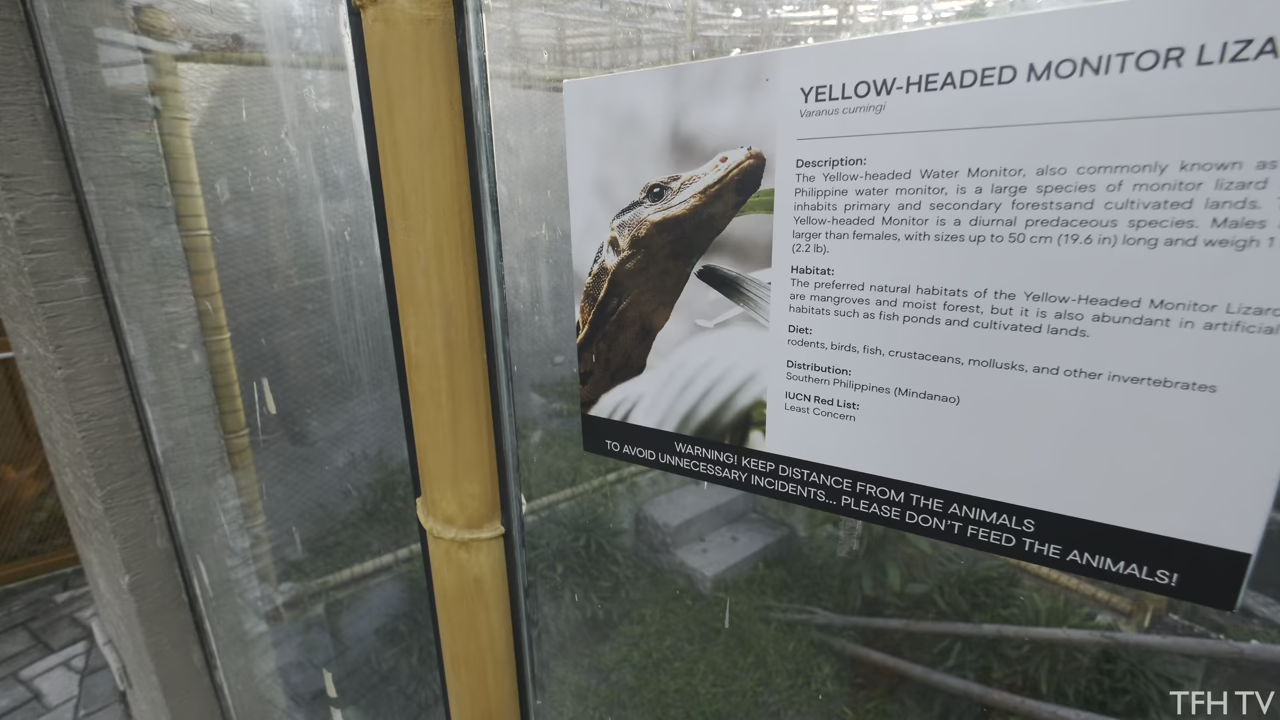 YELLOW-HEADED MONITOR LIZA
Varanus cumingi
Description:
The Yellow-headed Water Monitor, also commonly known as
Philippine water monitor, is a large species of monitor lizard
inhabits primary and secondary forestsand cultivated lands.
Yellow-headed Monitor is a diurnal predaceous species. Males
larger than females, with sizes up to 50 cm (19.6 in) long and weigh 1
(2.2 lb).
Habitat:
The preferred natural habitats of the Yellow-Headed Monitor Lizard
are mangroves and moist forest, but it is also abundant in artificial
habitats such as fish ponds and cultivated lands.
Diet:
rodents, birds, fish, crustaceans, mollusks, and other invertebrates
Distribution:
Southern Philippines (Mindanao)
IUCN Red List:
Least Concern
WARNING! KEEP DISTANCE FROM THE ANIMALS
TO AVOID UNNECESSARY INCIDENTS... PLEASE DON'T FEED THE ANIMALS!
TFH TV